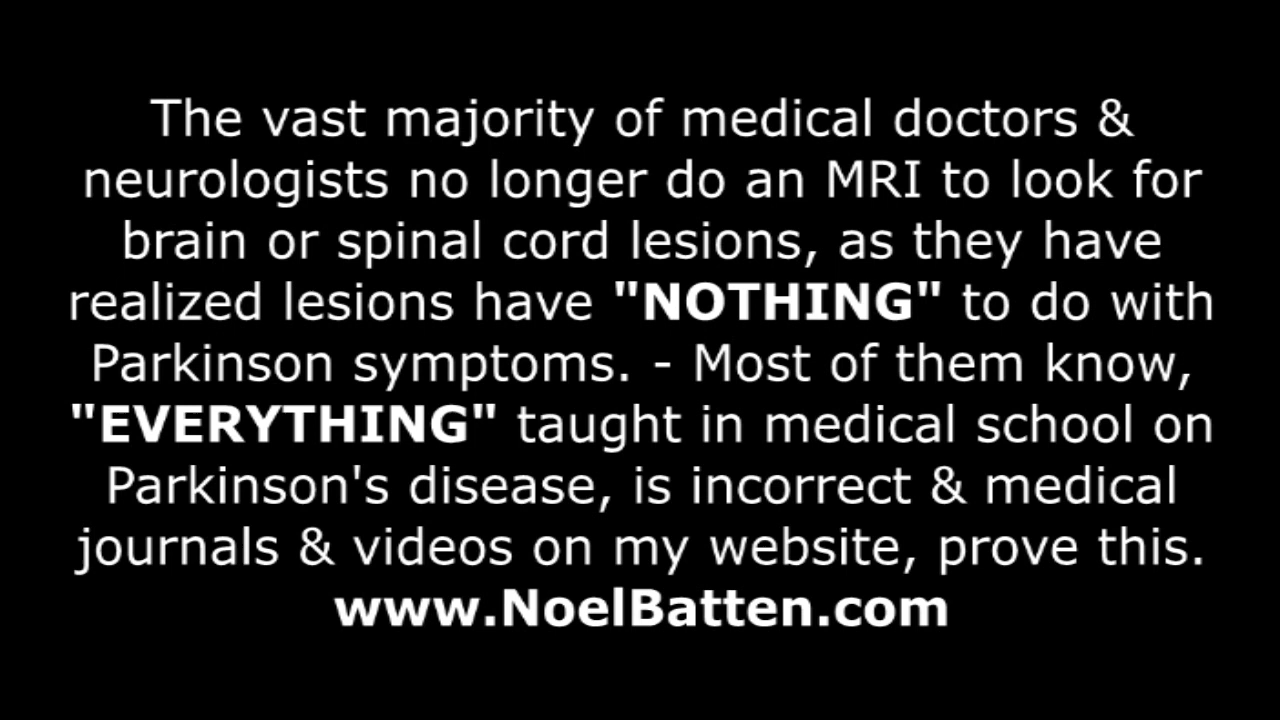 The vast majority of medical doctors &
neurologists no longer do an MRI to look for
brain or spinal cord lesions, as they have
realized lesions have "NOTHING" to do with
Parkinson symptoms. - Most of them know,
"EVERYTHING" taught in medical school on
Parkinson's disease, is incorrect & medical
journals & videos on my website, prove this.
www.NoelBatten.com